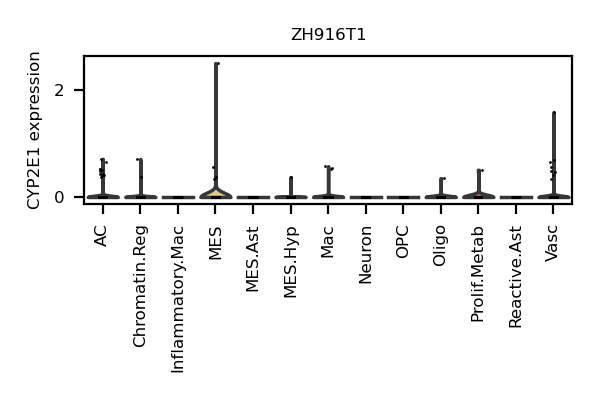 ZH916T1
CYP2E1 expression
2
0
AC
Chromatin.Reg
Inflammatory.Mac
MES
MES.Ast
MES.Hyp
Mac
Neuron
OPC
Oligo
Prolif.Metab
Reactive.Ast
Vasc